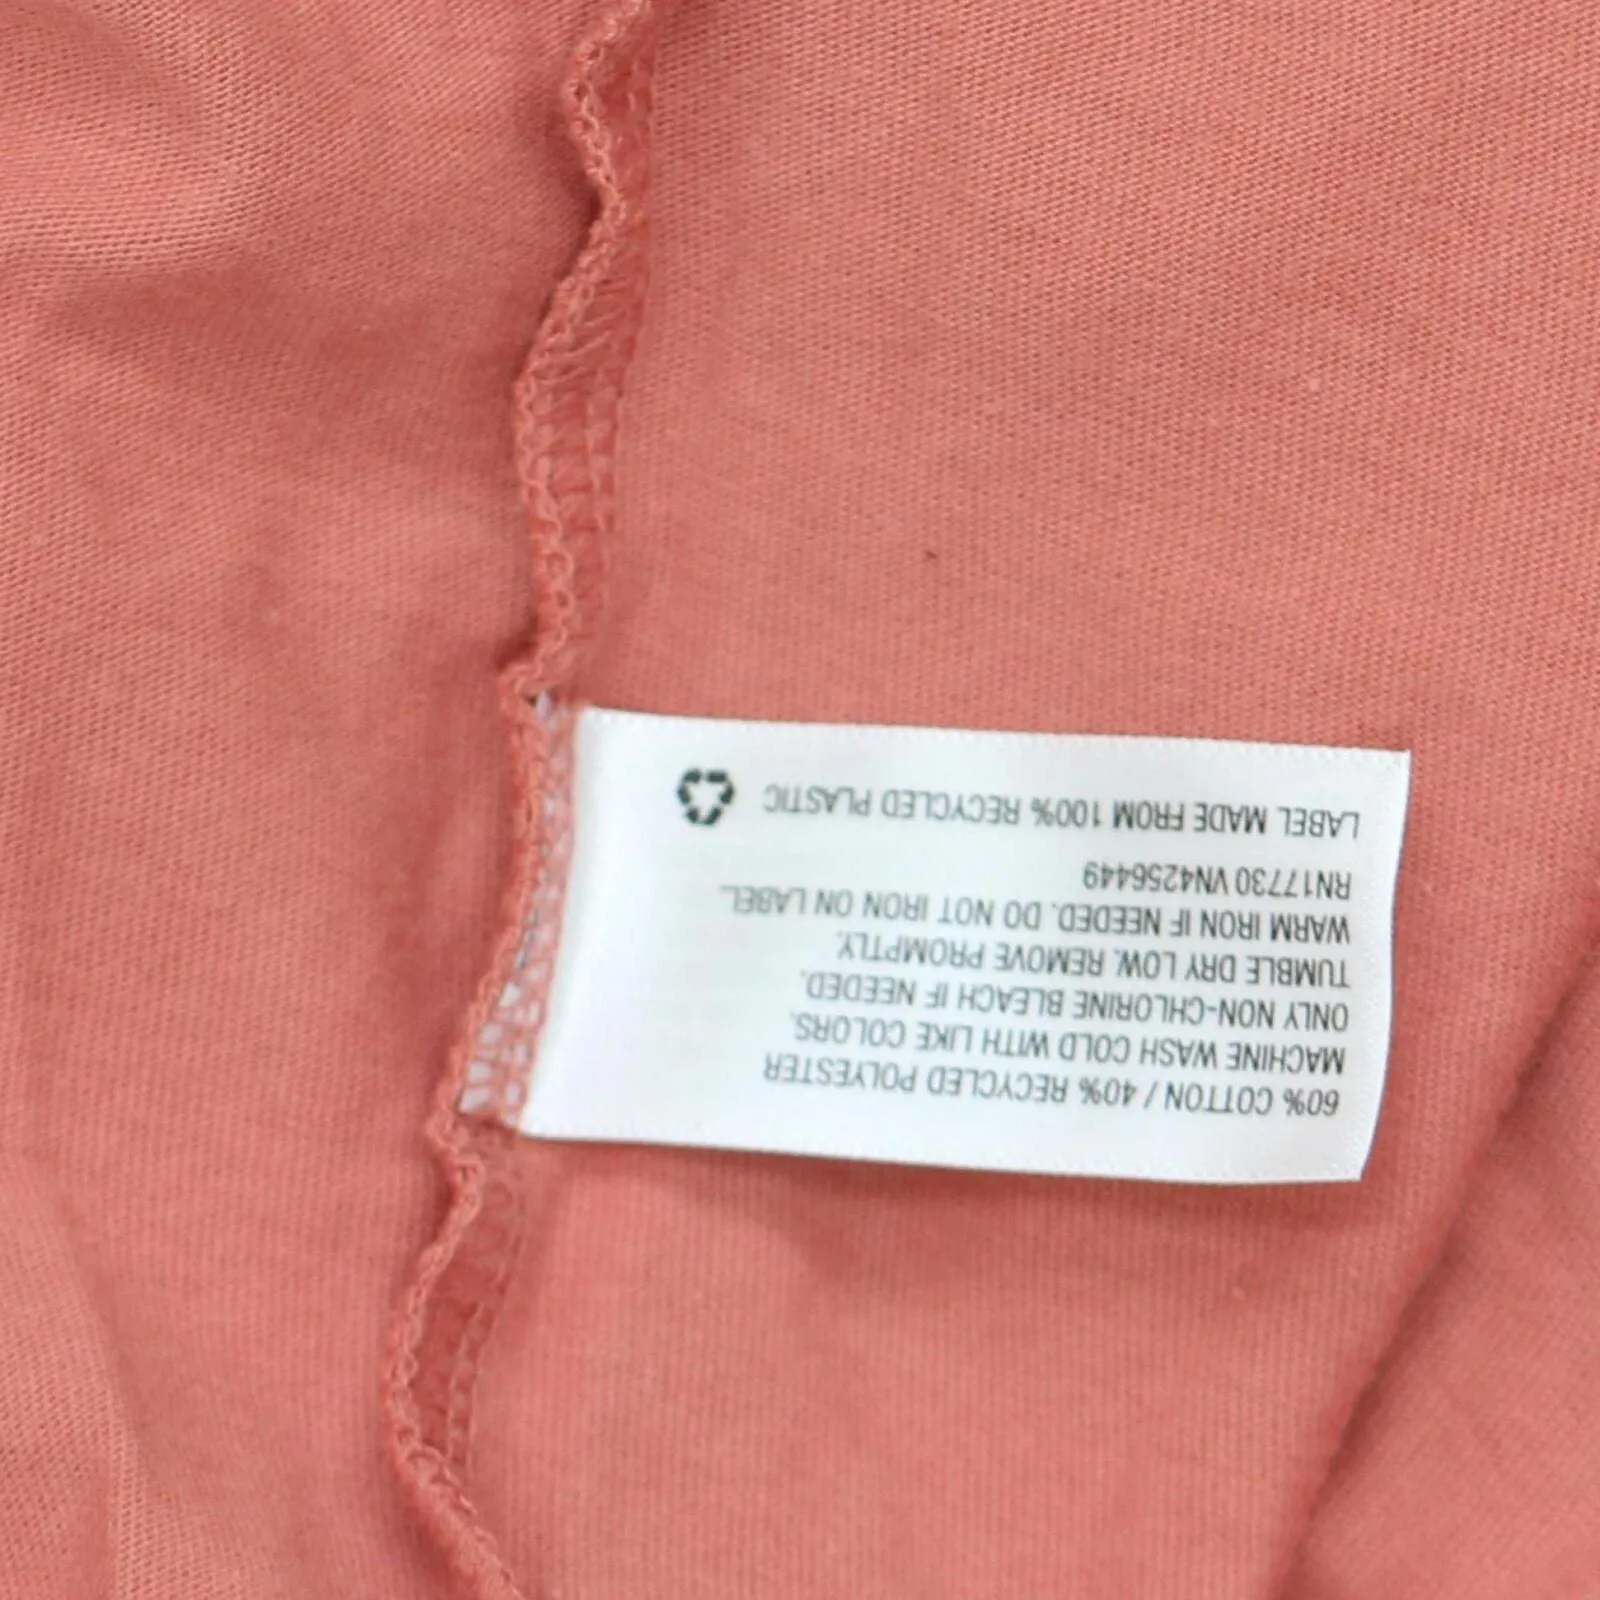 60% COTTON / 40% RECYCLED POLYESTER
MACHINE WASH COLD WITH LIKE COLORS.
ONLY NON-CHLORINE BLEACH IF NEEDED.
TUMBLE DRY LOW. REMOVE PROMPTLY.
WARM IRON IF NEEDED. DO NOT IRON ON LABEL.
RN17730 VN4256449
LABEL MADE FROM 100% RECYCLED PLASTIC